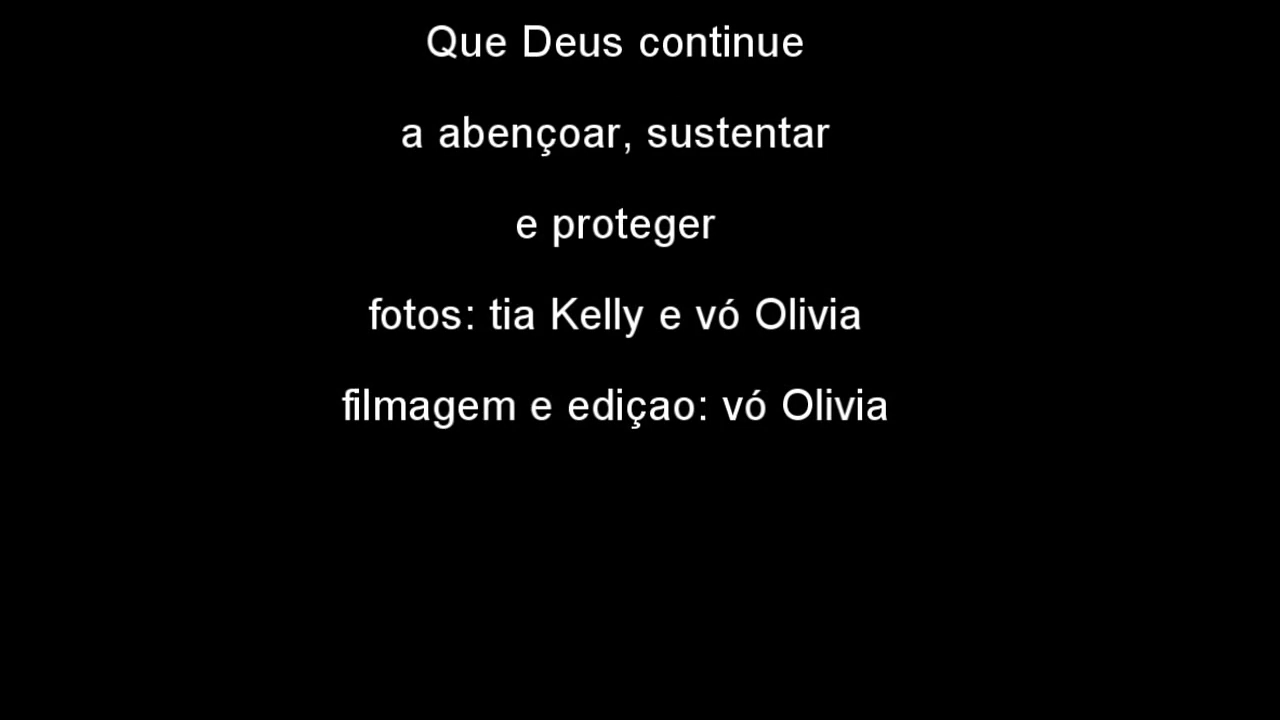 Que Deus continue
a abençoar, sustentar
e proteger
fotos: tia Kelly e vó Olivia
filmagem e ediçao: vó Olivia